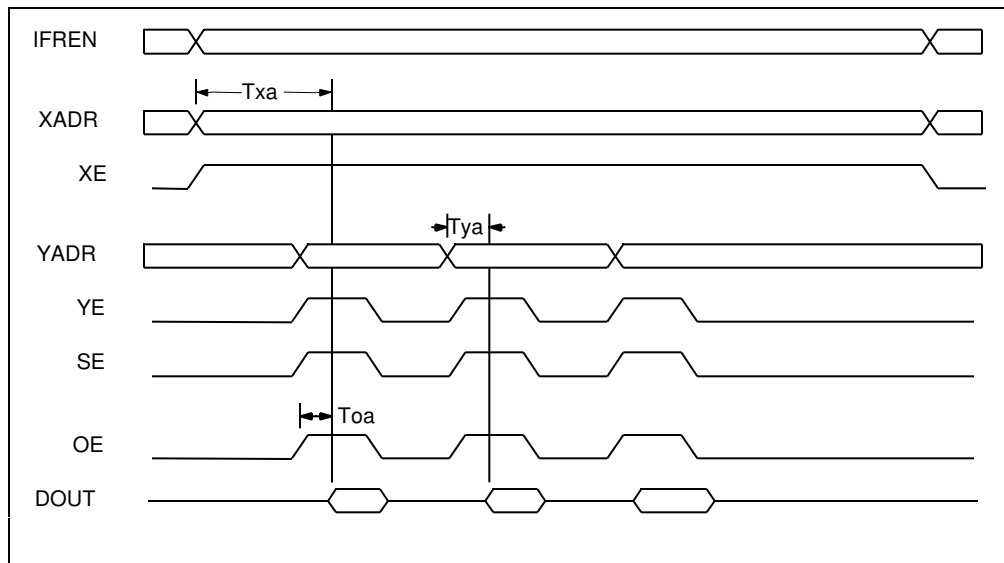 IFREN
Txa
XADR
XE
Tya
YADR
YE
SE
Toa
OE
DOUT